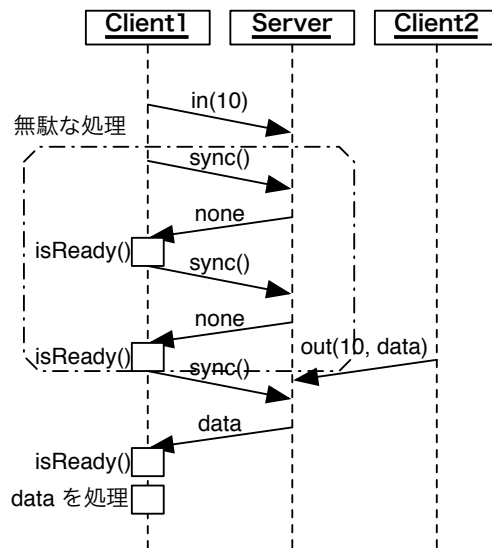 Client1 Server Client2
in(10)
無駄な処理
sync()
none
isReady()
sync()
none
out(10, data)
isReady()
sync()
data
isReady()
data を処理